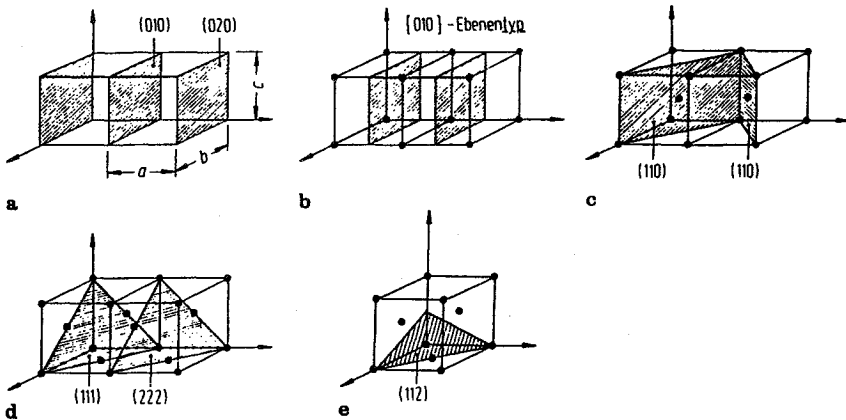 (010)
(020)
c
a
b
a
{010} - Ebenentyp
b
(110)
(110)
c
(111)
(222)
d
(112)
e